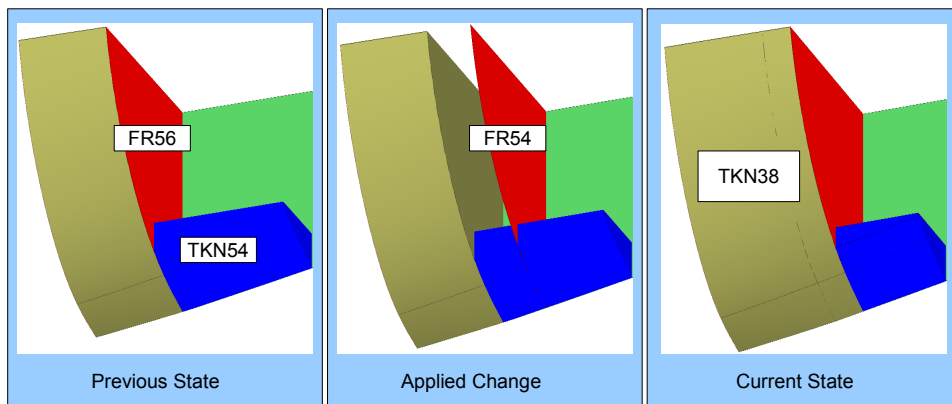 FR56
TKN54
Previous State
FR54
Applied Change
TKN38
Current State